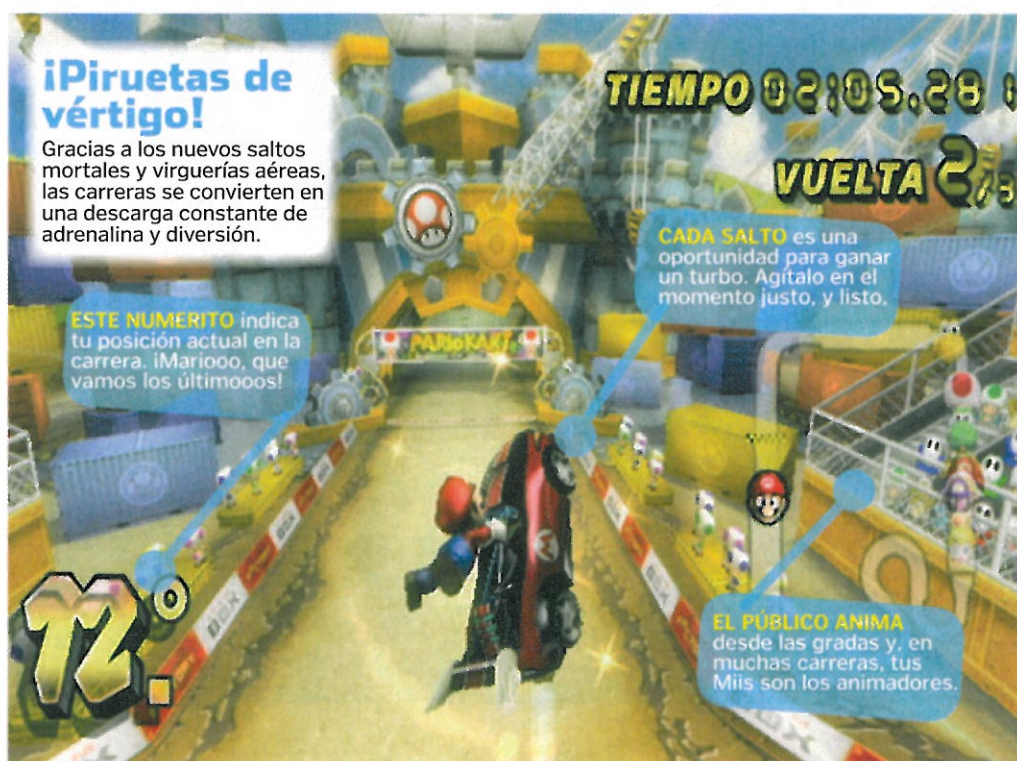 ¡Piruetas de
vértigo!
Gracias a los nuevos saltos
mortales y virguerías aéreas,
las carreras se convierten en
una descarga constante de
adrenalina y diversión.
TIEMPO 02:05.281
VUELTA 2/3
CADA SALTO es una
oportunidad para ganar
un turbo. Agítalo en el
momento justo, y listo.
ESTE NUMERITO indica
tu posición actual en la
carrera. ¡Mariooo, que
vamos los últimooos!
MARIO KART
12.º
EL PÚBLICO ANIMA
desde las gradas y, en
muchas carreras, tus
Miis son los animadores.